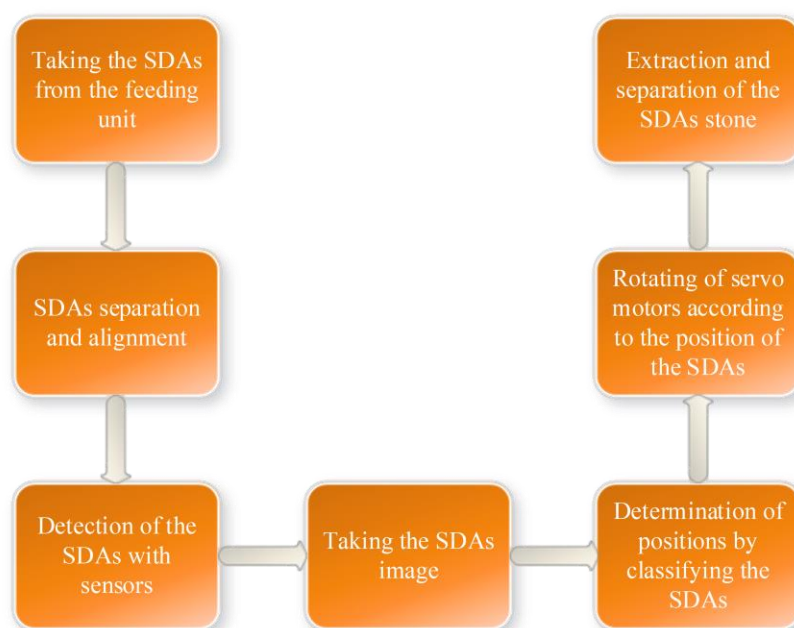 Taking the SDAs
from the feeding
unit
SDAs separation
and alignment
Detection of the
SDAs with
sensors
Taking the SDAs
image
Determination of
positions by
classifying the
SDAs
Rotating of servo
motors according
to the position of
the SDAs
Extraction and
separation of the
SDAs stone